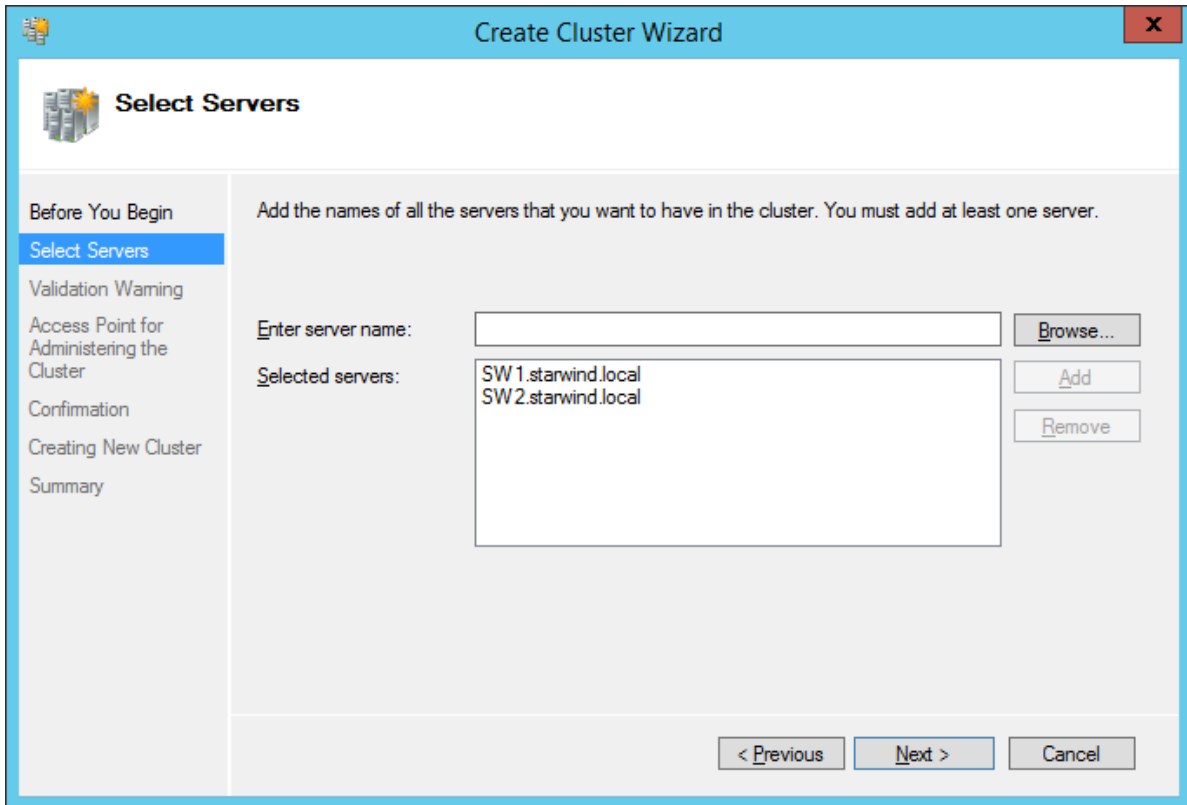 Create Cluster Wizard
x
Select Servers
Before You Begin
Select Servers
Validation Warning
Access Point for
Administering the
Cluster
Confirmation
Creating New Cluster
Summary
Add the names of all the servers that you want to have in the cluster. You must add at least one server.
Enter server name:
Browse...
Selected servers:
SW1.starwind.local
SW2.starwind.local
Add
Remove
< Previous
Next >
Cancel